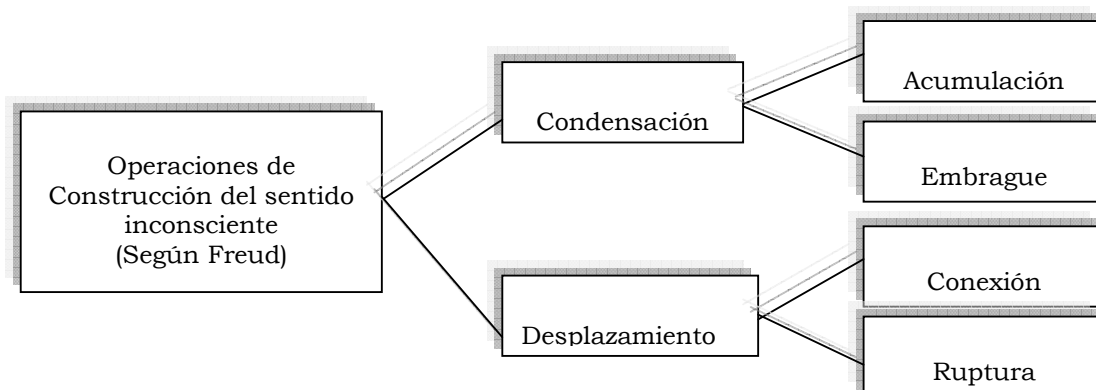 Operaciones de
Construcción del sentido
inconsciente
(Según Freud)
Condensación
Desplazamiento
Acumulación
Embrague
Conexión
Ruptura